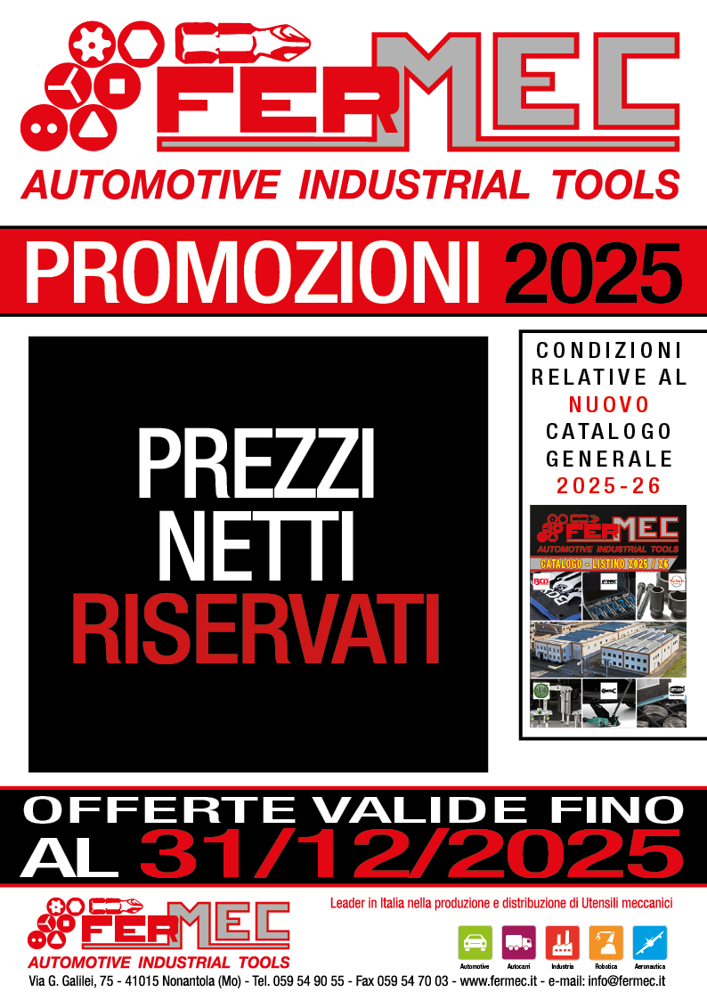 FERMEC
AUTOMOTIVE INDUSTRIAL TOOLS
PROMOZIONI 2025
PREZZI
NETTI
RISERVATI
CONDIZIONI
RELATIVE AL
NUOVO
CATALOGO
GENERALE
2025-26
FERMEC
AUTOMOTIVE INDUSTRIAL TOOLS
CATALOGO - LISTINO 2025 / 26
BGS
OFFERTE VALIDE FINO
AL 31/12/2025
FERMEC
AUTOMOTIVE INDUSTRIAL TOOLS
Leader in Italia nella produzione e distribuzione di Utensili meccanici
Automotive Autocarri Industria Robotica Aeronautica
Via G. Galilei, 75 - 41015 Nonantola (Mo) - Tel. 059 54 90 55 - Fax 059 54 70 03 - www.fermec.it - e-mail: info@fermec.it